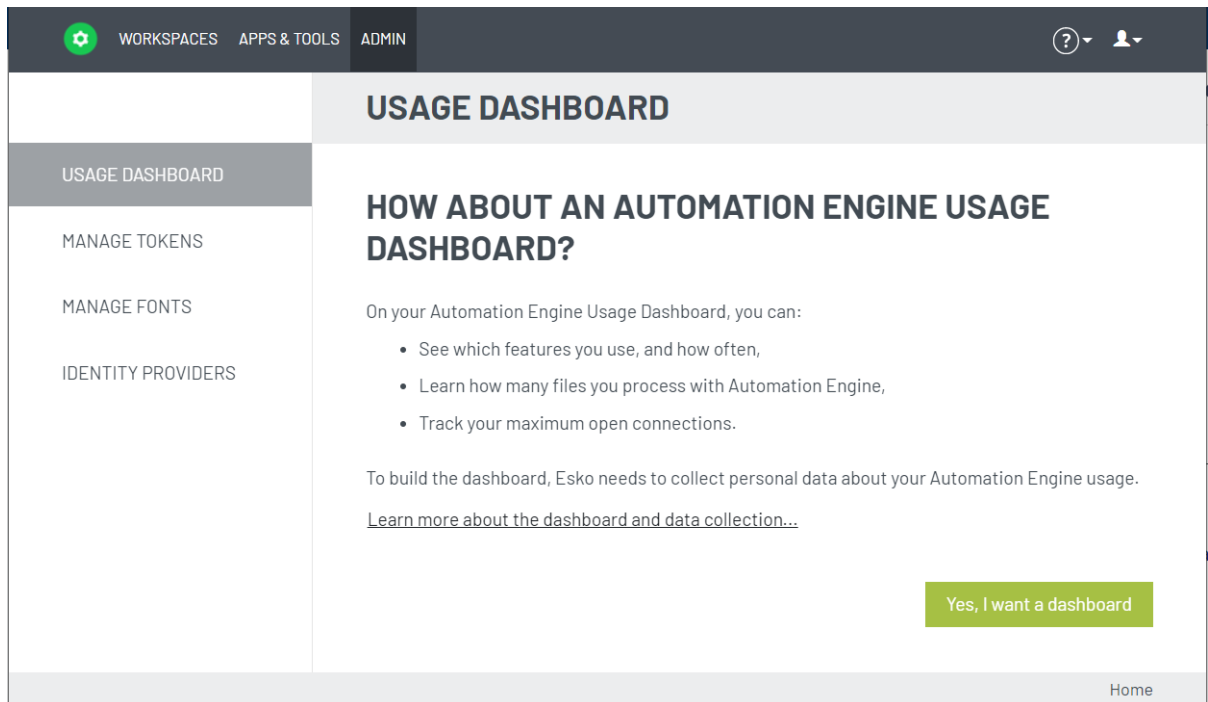 WORKSPACES APPS & TOOLS ADMIN ?
USAGE DASHBOARD
USAGE DASHBOARD
MANAGE TOKENS
MANAGE FONTS
IDENTITY PROVIDERS
HOW ABOUT AN AUTOMATION ENGINE USAGE
DASHBOARD?
On your Automation Engine Usage Dashboard, you can:
• See which features you use, and how often,
• Learn how many files you process with Automation Engine,
• Track your maximum open connections.
To build the dashboard, Esko needs to collect personal data about your Automation Engine usage.
Learn more about the dashboard and data collection...
Yes, I want a dashboard
Home